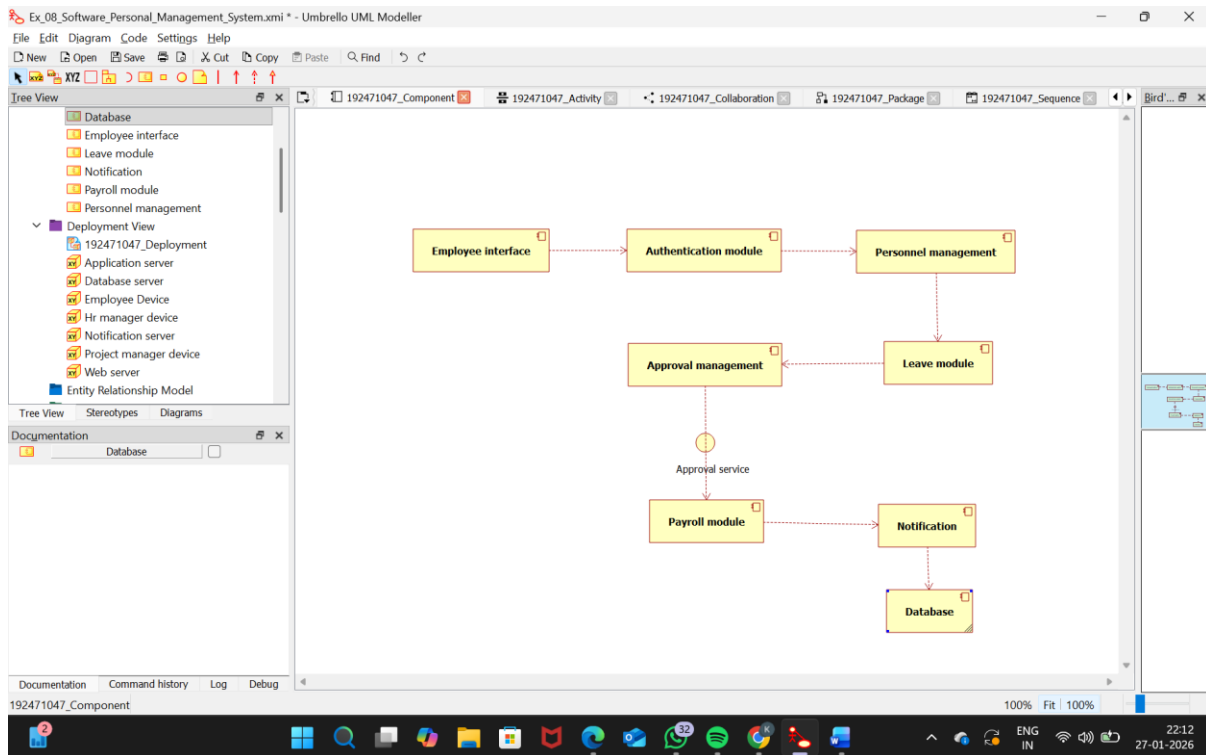 Ex_08_Software_Personal_Management_System.xmi * - Umbrello UML Modeller
File Edit Diagram Code Settings Help
New Open Save Cut Copy Paste Find
XYZ
Tree View
192471047_Component 192471047_Activity 192471047_Collaboration 192471047_Package 192471047_Sequence
Bird'...
Database
Employee interface
Leave module
Notification
Payroll module
Personnel management
Deployment View
192471047_Deployment
Application server
Database server
Employee Device
Hr manager device
Notification server
Project manager device
Web server
Entity Relationship Model
Tree View Stereotypes Diagrams
Documentation
Database
Employee interface
Authentication module
Personnel management
Approval management
Leave module
Approval service
Payroll module
Notification
Database
Documentation Command history Log Debug
192471047_Component
100% Fit 100%
2
32
K
ENG
IN
22:12
27-01-2026